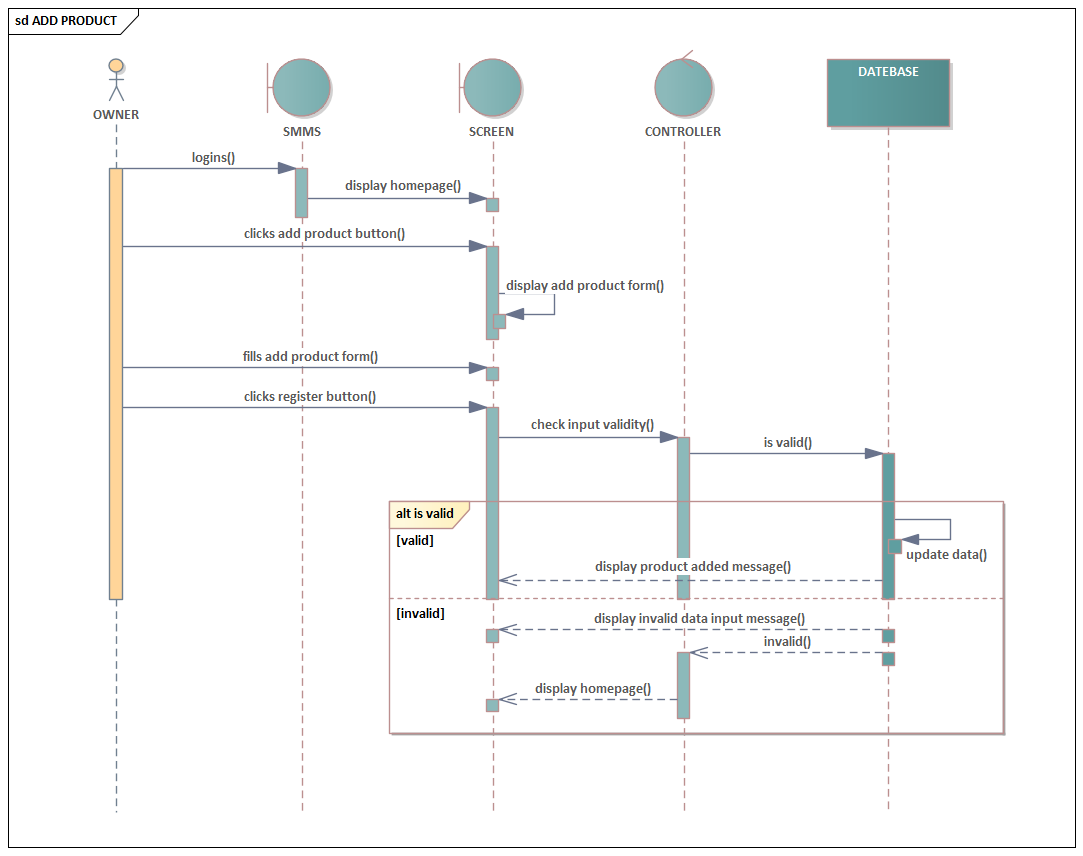 sd ADD PRODUCT
OWNER
SMMS
SCREEN
CONTROLLER
DATEBASE
logins()
display homepage()
clicks add product button()
display add product form()
fills add product form()
clicks register button()
check input validity()
is valid()
alt is valid
[valid]
update data()
display product added message()
[invalid]
display invalid data input message()
invalid()
display homepage()